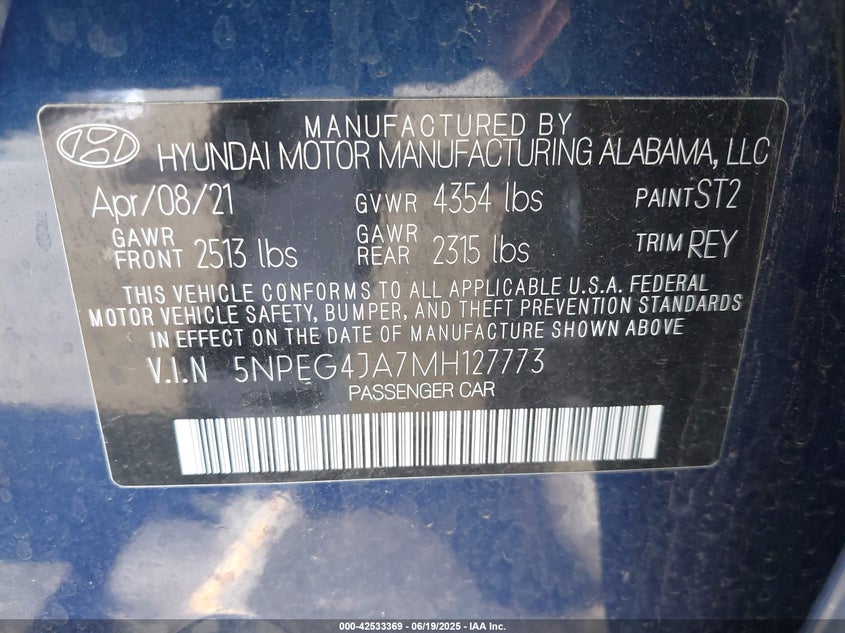 MANUFACTURED BY
HYUNDAI MOTOR MANUFACTURING ALABAMA, LLC
Apr/08/21 GVWR 4354 lbs PAINT ST2
GAWR FRONT 2513 lbs GAWR REAR 2315 lbs TRIM REY
THIS VEHICLE CONFORMS TO ALL APPLICABLE U.S.A. FEDERAL
MOTOR VEHICLE SAFETY, BUMPER, AND THEFT PREVENTION STANDARDS
IN EFFECT ON THE DATE OF MANUFACTURE SHOWN ABOVE
V.I.N 5NPEG4JA7MH127773
PASSENGER CAR
000-42533369 - 06/19/2025 - IAA Inc.